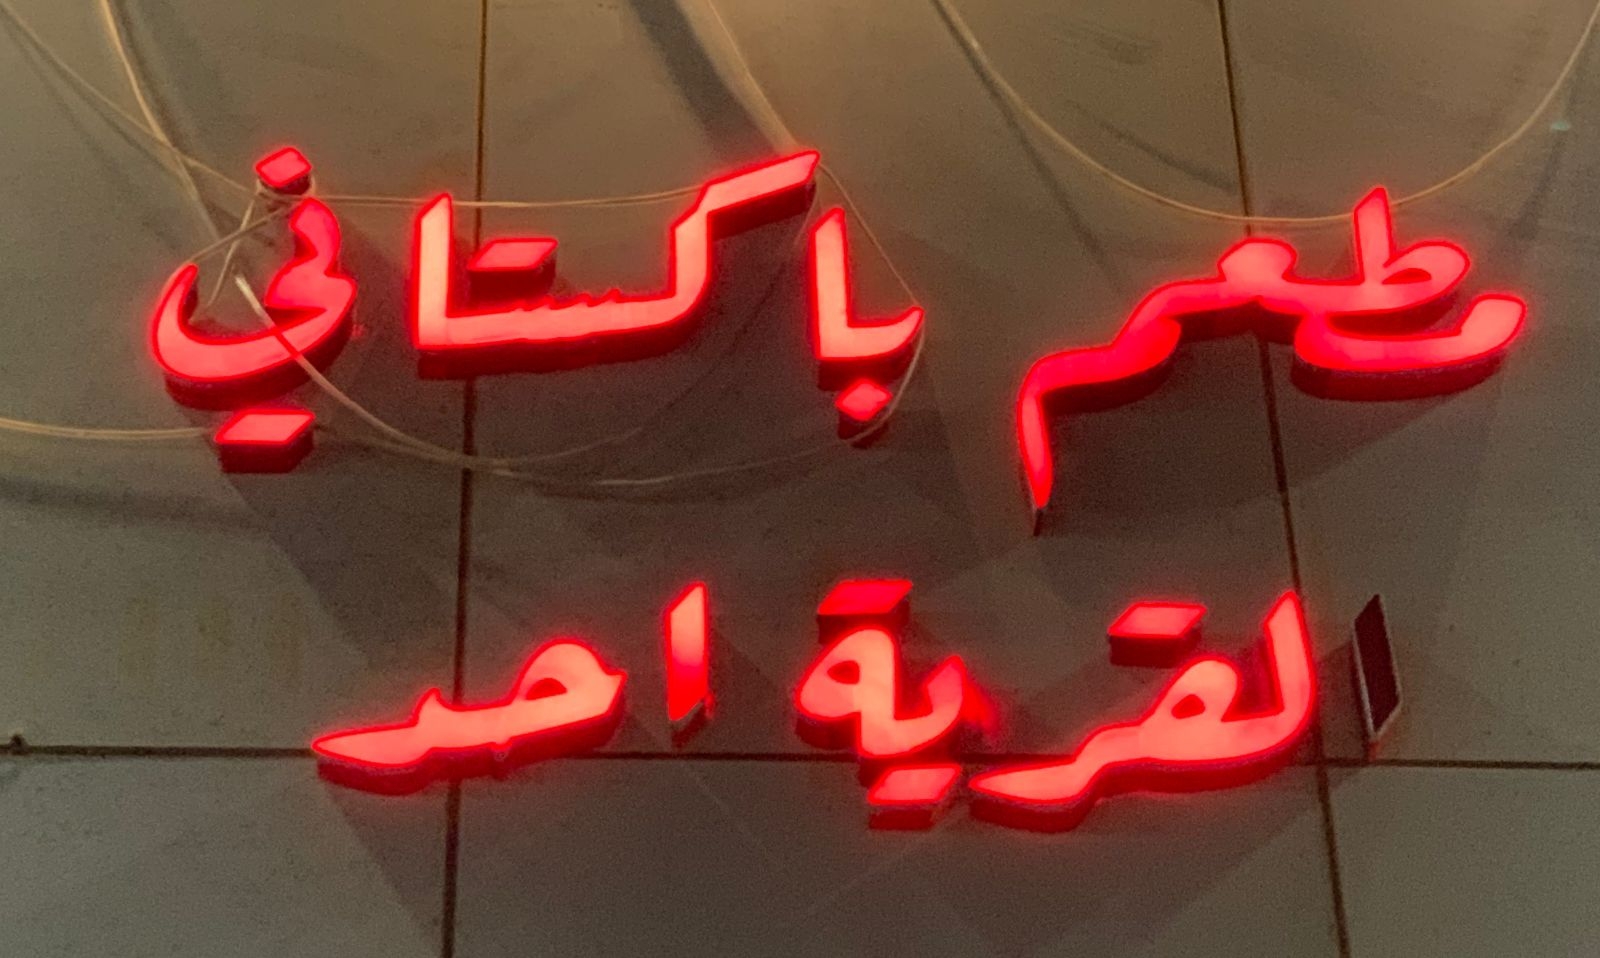 مطعم باكستاني
القرية احد